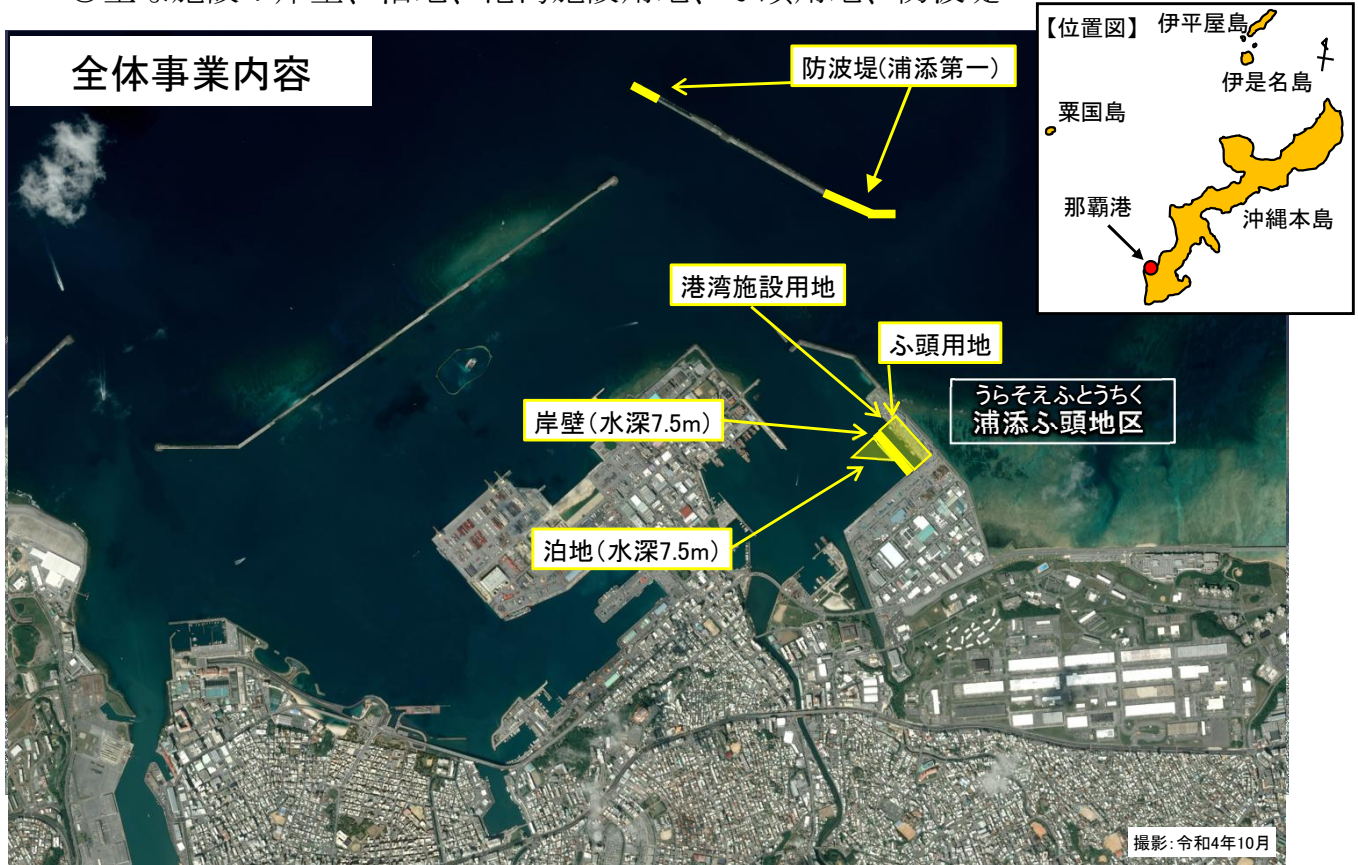 全体事業内容
防波堤(浦添第一)
【位置図】
伊平屋島
伊是名島
粟国島
那覇港
沖縄本島
港湾施設用地
ふ頭用地
うらそえふとうちく
浦添ふ頭地区
岸壁(水深7.5m)
泊地(水深7.5m)
撮影:令和4年10月